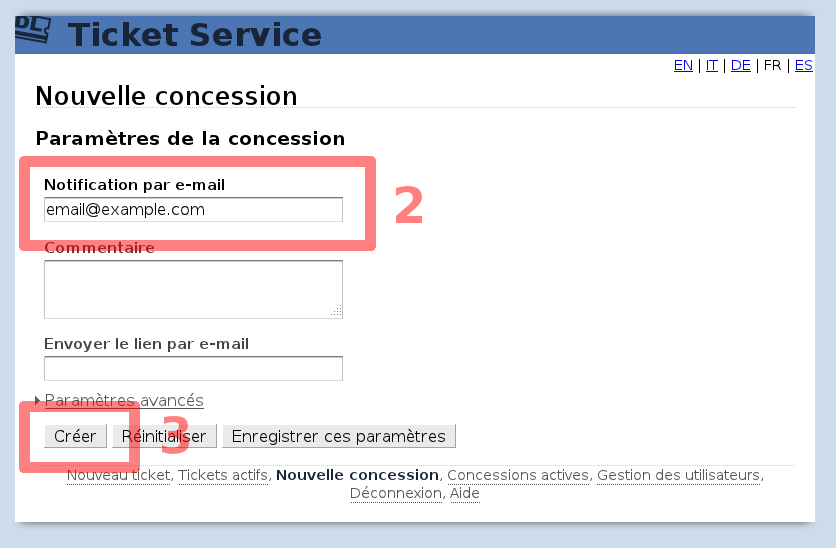 DL Ticket Service
EN | IT | DE | FR | ES
Nouvelle concession
Paramètres de la concession
Notification par e-mail
email@example.com
2
Commentaire
Envoyer le lien par e-mail
Paramètres avancés
Créer Réinitialiser Enregistrer ces paramètres
3
Nouveau ticket, Tickets actifs, Nouvelle concession, Concessions actives, Gestion des utilisateurs,
Déconnexion, Aide